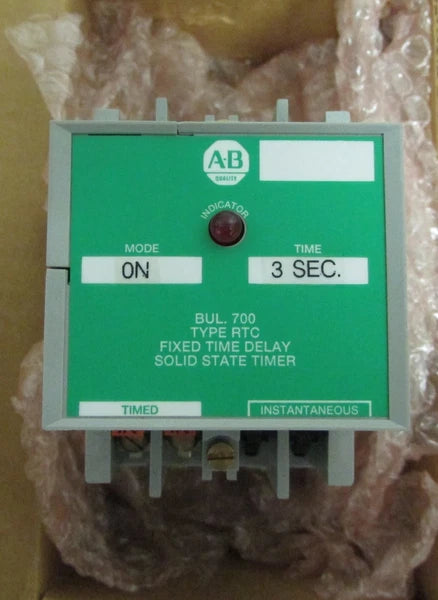 A-B
QUALITY
INDICATOR
MODE
ON
TIME
3 SEC.
BUL. 700
TYPE RTC
FIXED TIME DELAY
SOLID STATE TIMER
TIMED
INSTANTANEOUS